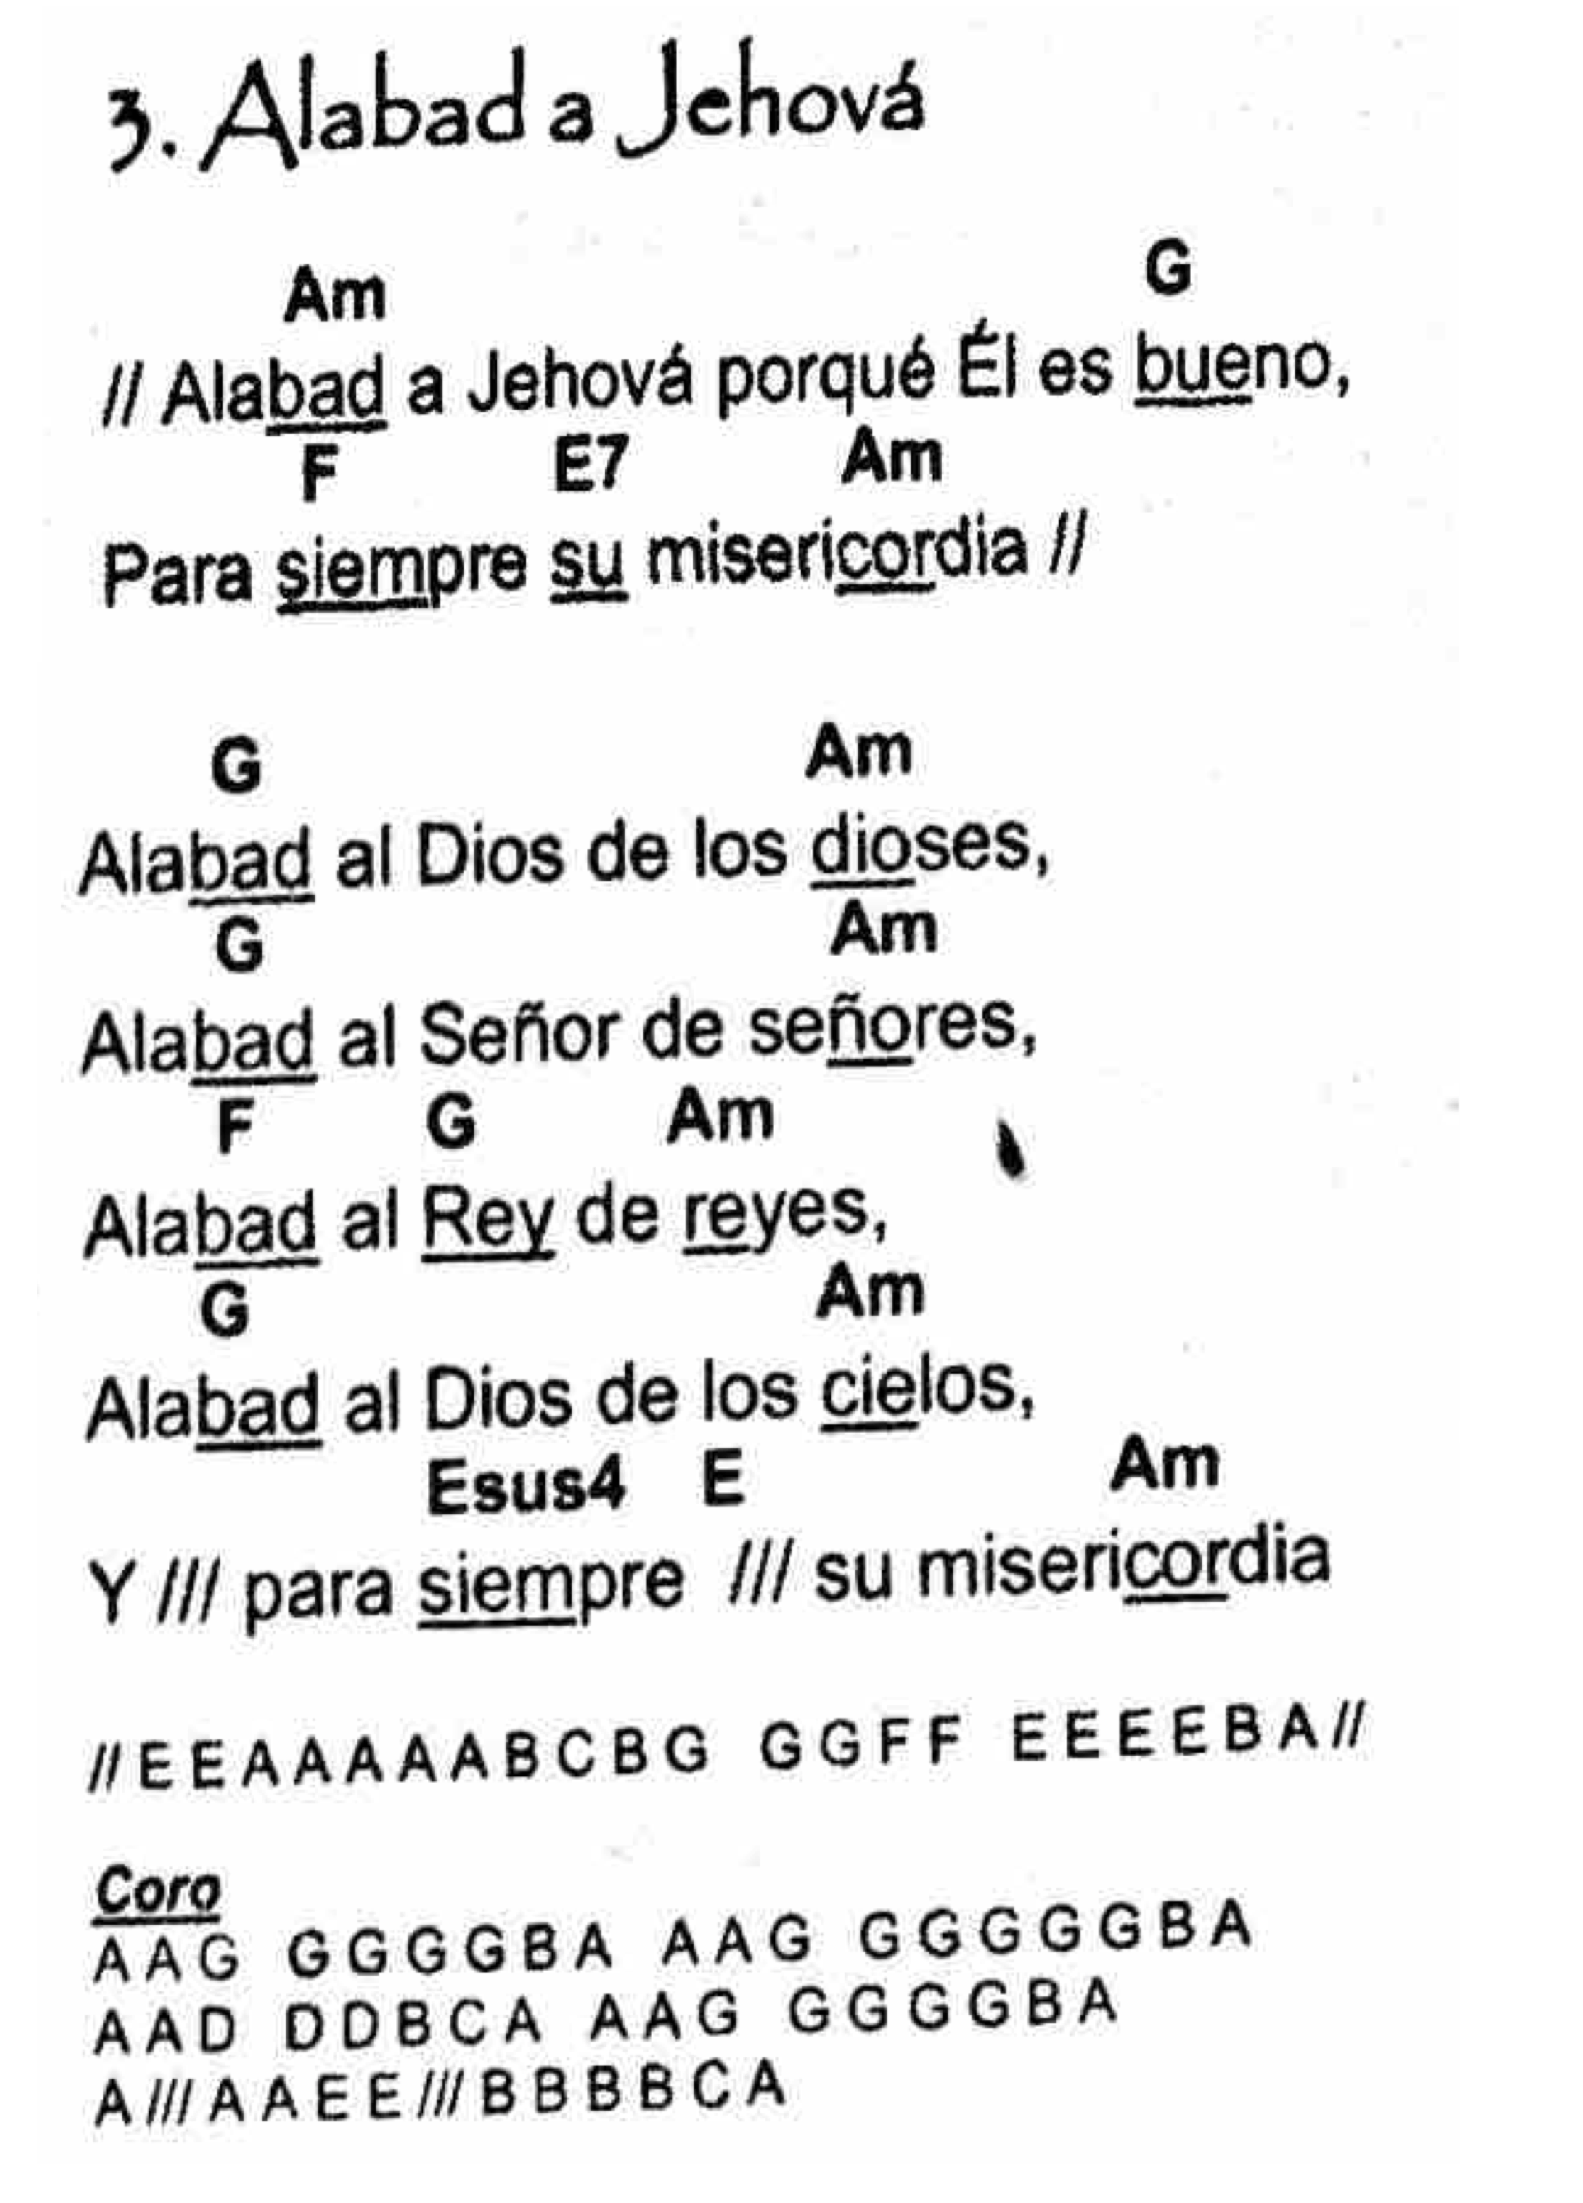 3. Alabad a Jehová
Am G
// Alabad a Jehová porqué Él es bueno,
F E7 Am
Para siempre su misericordia //
G Am
Alabad al Dios de los dioses,
G Am
Alabad al Señor de señores,
F G Am
Alabad al Rey de reyes,
G Am
Alabad al Dios de los cielos,
Esus4 E Am
Y /// para siempre /// su misericordia
// E E A A A A A B C B G G G F F E E E E B A //
Coro
A A G G G G G B A A A G G G G G G B A
A A D D D B C A A A G G G G G B A
A /// A A E E /// B B B B C A